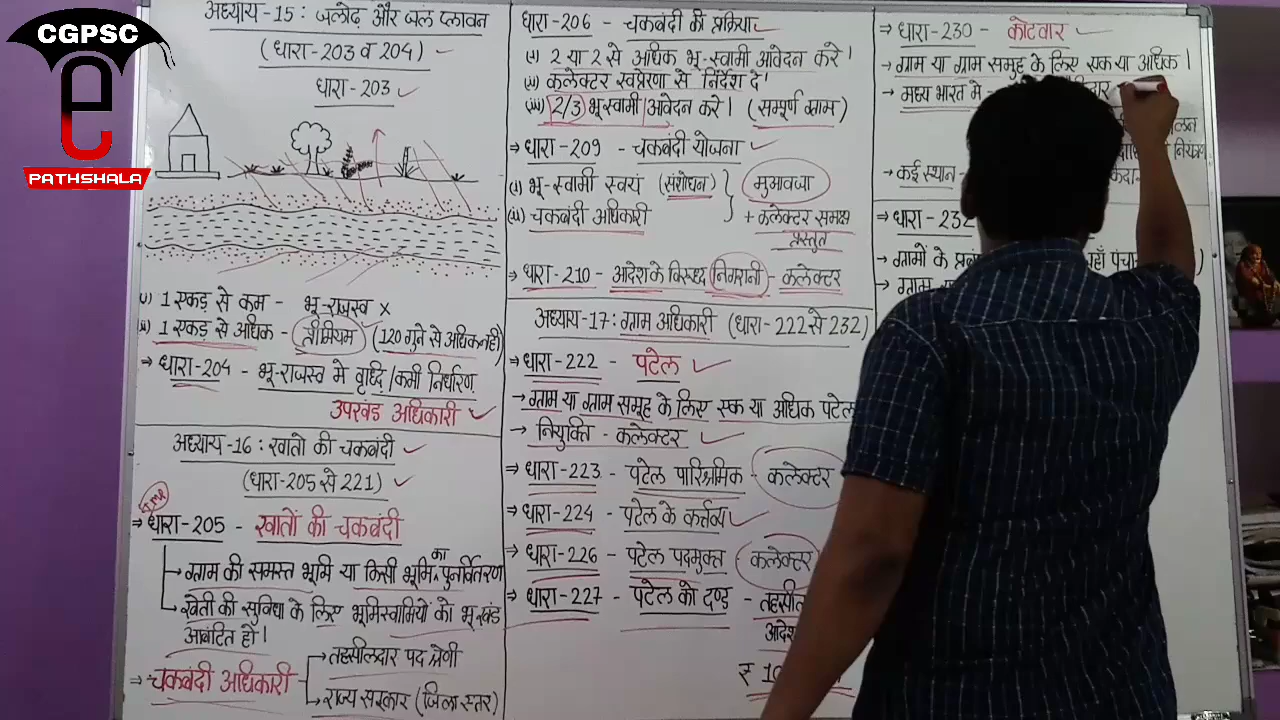 CGPSC
e
PATHSHALA
अध्याय-15: जलोढ़ और जल प्लावन
(धारा-203 व 204)
धारा-203
i) 1 एकड़ से कम - भू-राजस्व x
ii) 1 एकड़ से अधिक - प्रीमियम (120 गुने से अधिक नहीं)
⇒ धारा-204 - भू-राजस्व मे वृध्दि/कमी निर्धारण
उपखंड अधिकारी
अध्याय-16: खातो की चकबंदी
(धारा-205 से 221)
⇒ धारा-205 - खातों की चकबंदी
→ ग्राम की समस्त भूमि या किसी भूमि का पुनर्वितरण
→ खेती की सुविधा के लिए भूमिस्वामियो को भू खंड
आबंटित हो।
⇒ चकबंदी अधिकारी
→ तहसीलदार पद श्रेणी
→ राज्य सरकार (जिला स्तर)
धारा-206 - चकबंदी की प्रक्रिया
(i) 2 या 2 से अधिक भू-स्वामी आवेदन करे।
(ii) कलेक्टर स्वप्रेरणा से निर्देश दे।
(iii) 2/3 भूस्वामी आवेदन करे। (सम्पूर्ण ग्राम)
⇒ धारा-209 - चकबंदी योजना
(i) भू-स्वामी स्वयं (संशोधन)
(ii) चकबंदी अधिकारी
मुआवजा
+ कलेक्टर समक्ष
प्रस्तुत
⇒ धारा-210 - आदेश के विरुध्द निगरानी - कलेक्टर
अध्याय-17: ग्राम अधिकारी (धारा-222 से 232)
⇒ धारा-222 - पटेल
→ ग्राम या ग्राम समूह के लिए एक या अधिक पटेल
→ नियुक्ति - कलेक्टर
⇒ धारा-223 - पटेल पारिश्रमिक - कलेक्टर
⇒ धारा-224 - पटेल के कर्त्तव्य
⇒ धारा-226 - पटेल पदमुक्त - कलेक्टर
⇒ धारा-227 - पटेल को दण्ड -
आदेश
⇒ धारा-230 - कोटवार
→ ग्राम या ग्राम समूह के लिए एक या अधिक।
→ मध्य भारत मे -
→ कई स्थान -
⇒ धारा-232
→ ग्रामों के
→ ग्राम